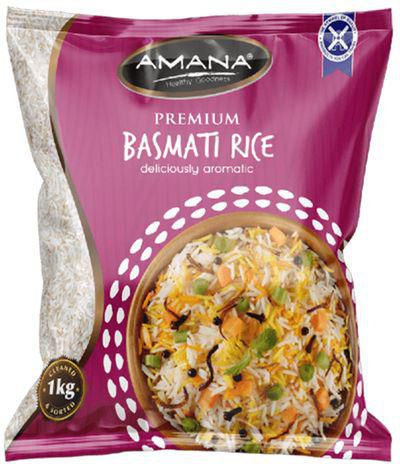 AMANA®
Healthy Goodness
PREMIUM
BASMATI RICE
deliciously aromatic
CLEANED
1kg
& SORTED